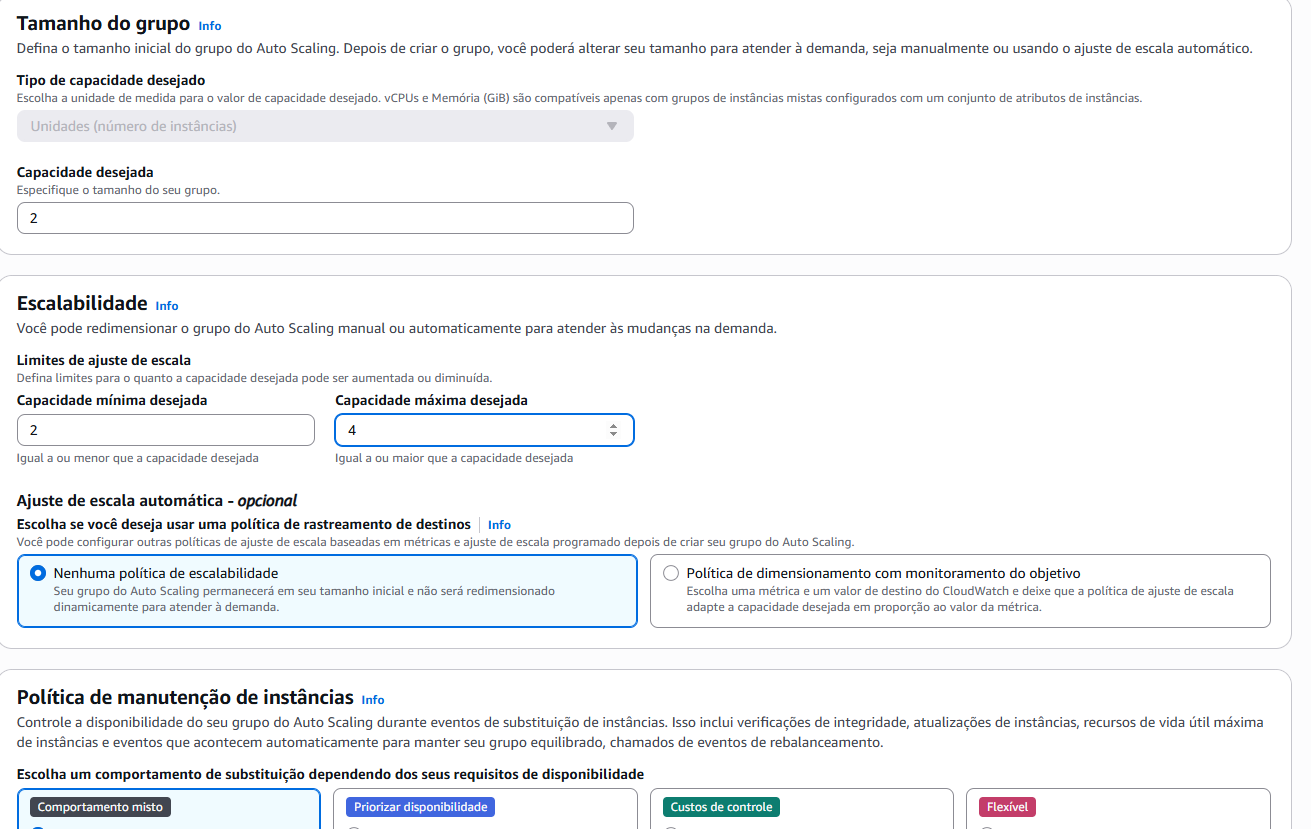 Tamanho do grupo Info
Defina o tamanho inicial do grupo do Auto Scaling. Depois de criar o grupo, você poderá alterar seu tamanho para atender à demanda, seja manualmente ou usando o ajuste de escala automático.
Tipo de capacidade desejado
Escolha a unidade de medida para o valor de capacidade desejado. vCPUs e Memória (GiB) são compatíveis apenas com grupos de instâncias mistas configurados com um conjunto de atributos de instâncias.
Unidades (número de instâncias)
Capacidade desejada
Especifique o tamanho do seu grupo.
2
Escalabilidade Info
Você pode redimensionar o grupo do Auto Scaling manual ou automaticamente para atender às mudanças na demanda.
Limites de ajuste de escala
Defina limites para o quanto a capacidade desejada pode ser aumentada ou diminuída.
Capacidade mínima desejada
2
Igual a ou menor que a capacidade desejada
Capacidade máxima desejada
4
Igual a ou maior que a capacidade desejada
Ajuste de escala automática - opcional
Escolha se você deseja usar uma política de rastreamento de destinos Info
Você pode configurar outras políticas de ajuste de escala baseadas em métricas e ajuste de escala programado depois de criar seu grupo do Auto Scaling.
Nenhuma política de escalabilidade
Seu grupo do Auto Scaling permanecerá em seu tamanho inicial e não será redimensionado
dinamicamente para atender à demanda.
Política de dimensionamento com monitoramento do objetivo
Escolha uma métrica e um valor de destino do CloudWatch e deixe que a política de ajuste de escala
adapte a capacidade desejada em proporção ao valor da métrica.
Política de manutenção de instâncias Info
Controle a disponibilidade do seu grupo do Auto Scaling durante eventos de substituição de instâncias. Isso inclui verificações de integridade, atualizações de instâncias, recursos de vida útil máxima
de instâncias e eventos que acontecem automaticamente para manter seu grupo equilibrado, chamados de eventos de rebalanceamento.
Escolha um comportamento de substituição dependendo dos seus requisitos de disponibilidade
Comportamento misto
Priorizar disponibilidade
Custos de controle
Flexível